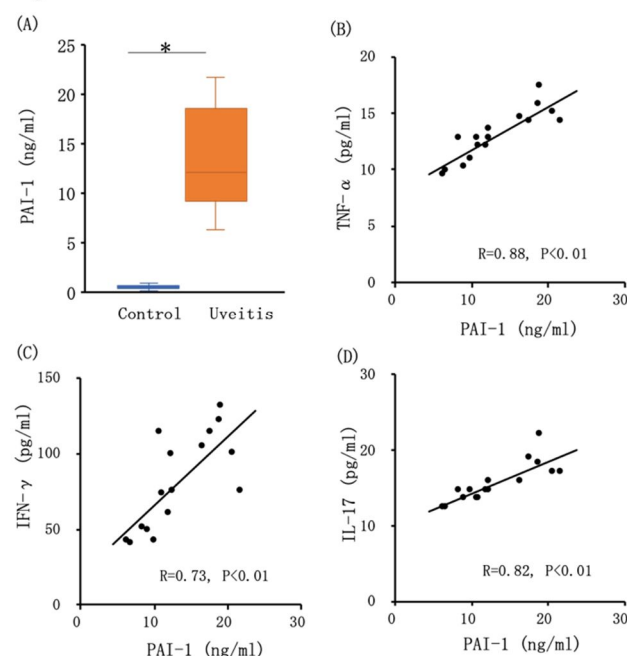 (A)
*
25
20
15
10
5
0
PAI-1 (ng/ml)
Control
Uveitis
(B)
20
15
10
5
0
TNF-α (pg/ml)
R=0.88, P<0.01
0
10
20
30
PAI-1 (ng/ml)
(C)
150
100
50
0
IFN-γ (pg/ml)
R=0.73, P<0.01
0
10
20
30
PAI-1 (ng/ml)
(D)
30
20
10
0
IL-17 (pg/ml)
R=0.82, P<0.01
0
10
20
30
PAI-1 (ng/ml)